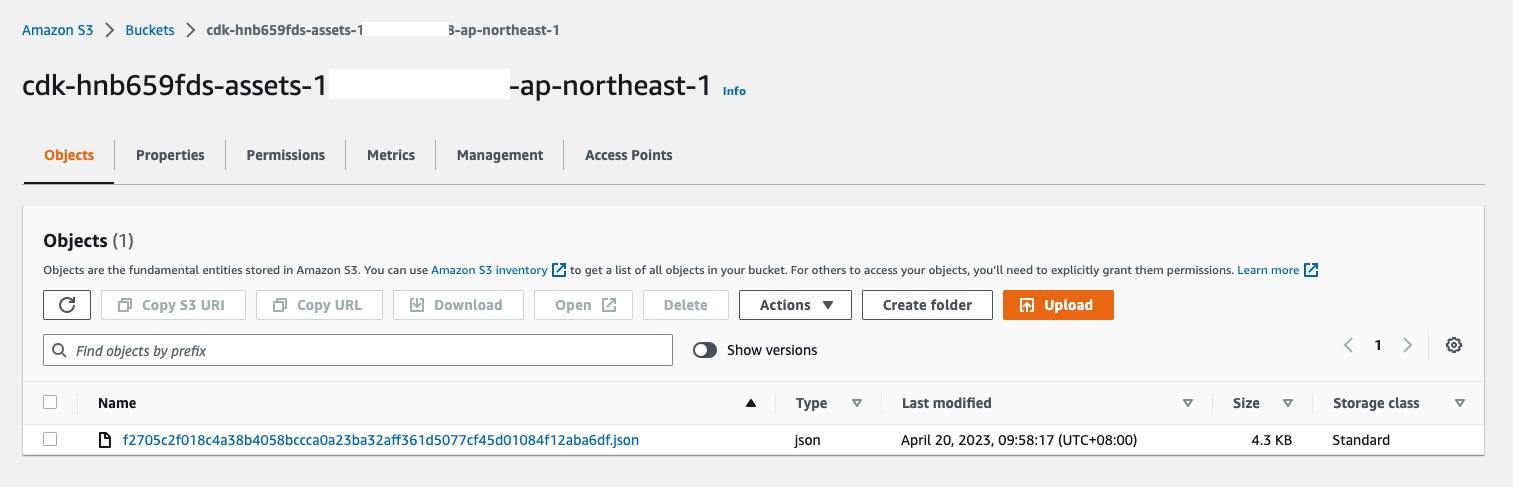 Amazon S3 > Buckets > cdk-hnb659fds-assets-1 8-ap-northeast-1
cdk-hnb659fds-assets-1 -ap-northeast-1 Info
Objects Properties Permissions Metrics Management Access Points
Objects (1)
Objects are the fundamental entities stored in Amazon S3. You can use Amazon S3 inventory to get a list of all objects in your bucket. For others to access your objects, you'll need to explicitly grant them permissions. Learn more
Copy S3 URI Copy URL Download Open Delete Actions Create folder Upload
Find objects by prefix Show versions 1
Name Type Last modified Size Storage class
f2705c2f018c4a38b4058bccca0a23ba32aff361d5077cf45d01084f12aba6df.json json April 20, 2023, 09:58:17 (UTC+08:00) 4.3 KB Standard